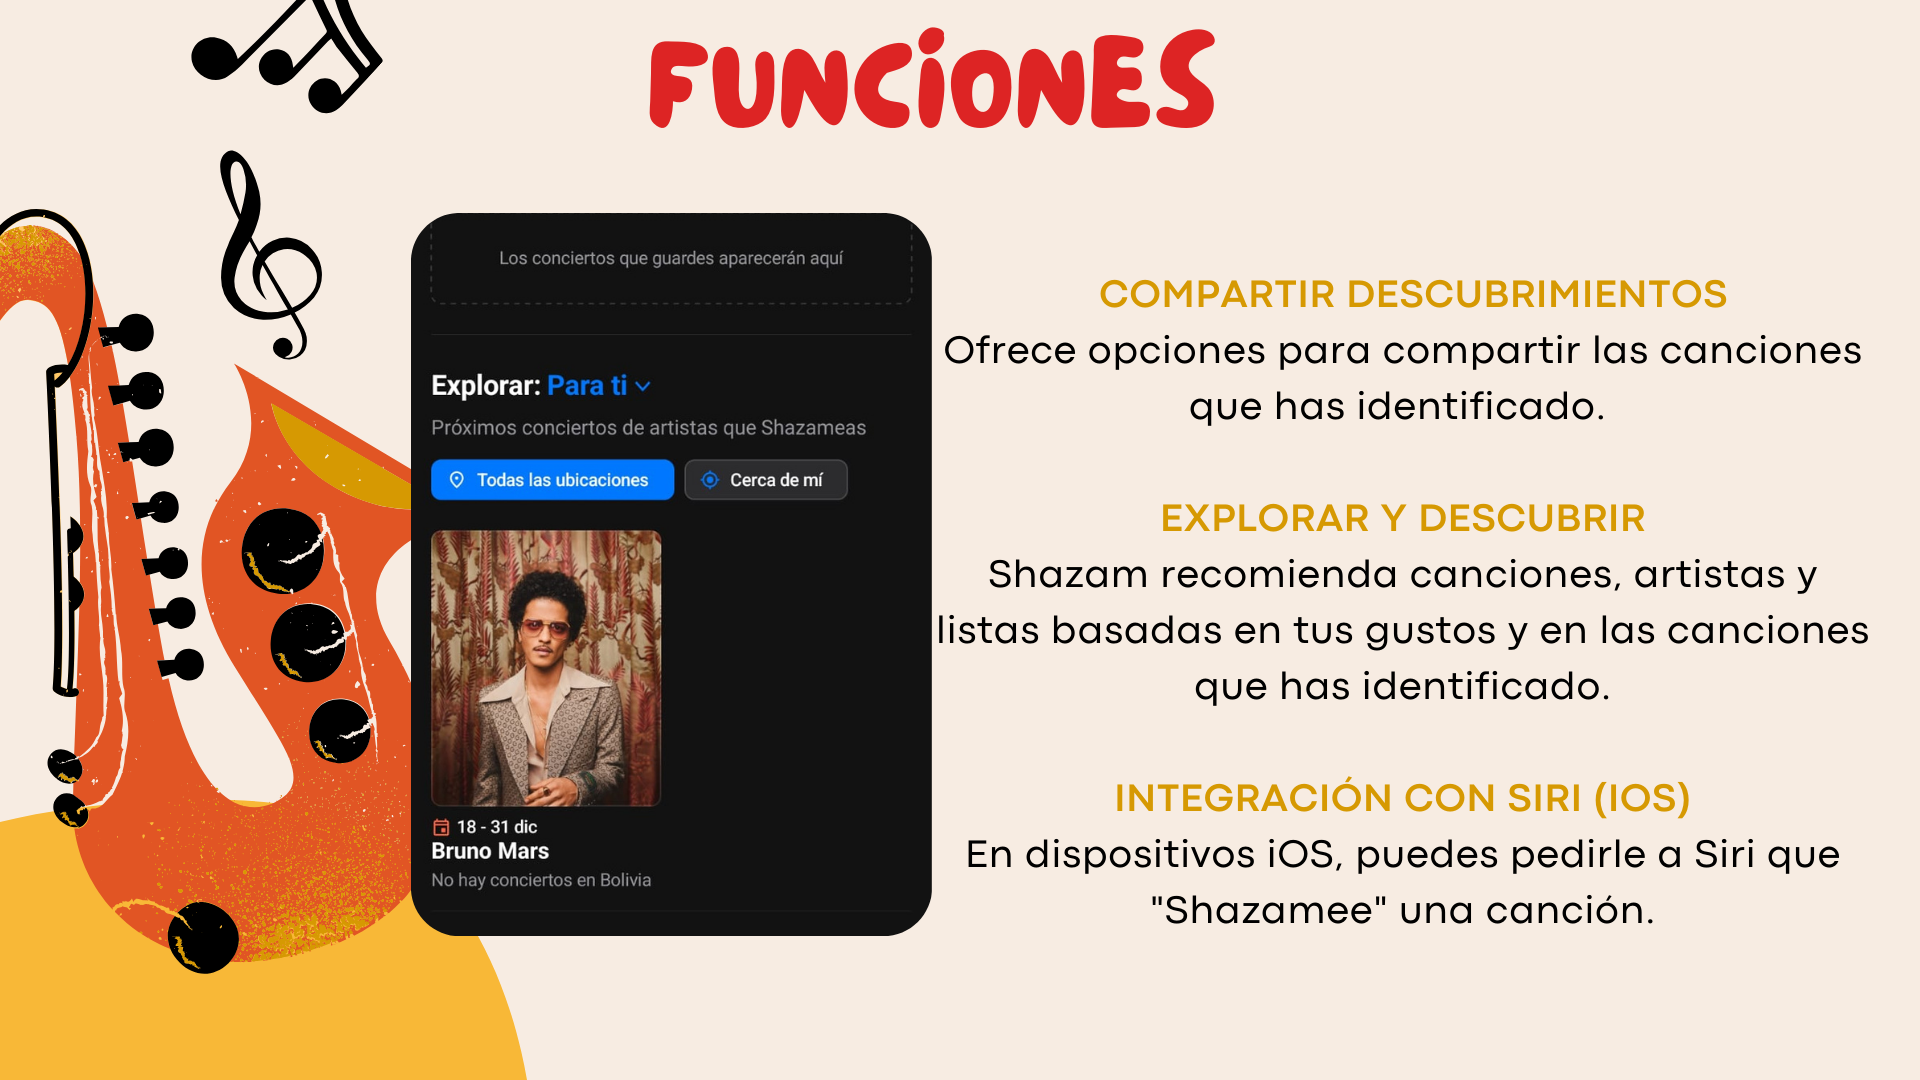 FUNCiONES
Los conciertos que guardes aparecerán aquí
Explorar: Para ti
Próximos conciertos de artistas que Shazameas
Todas las ubicaciones
Cerca de mí
18 - 31 dic
Bruno Mars
No hay conciertos en Bolivia
COMPARTIR DESCUBRIMIENTOS
Ofrece opciones para compartir las canciones
que has identificado.
EXPLORAR Y DESCUBRIR
Shazam recomienda canciones, artistas y
listas basadas en tus gustos y en las canciones
que has identificado.
INTEGRACIÓN CON SIRI (IOS)
En dispositivos iOS, puedes pedirle a Siri que
"Shazamee" una canción.